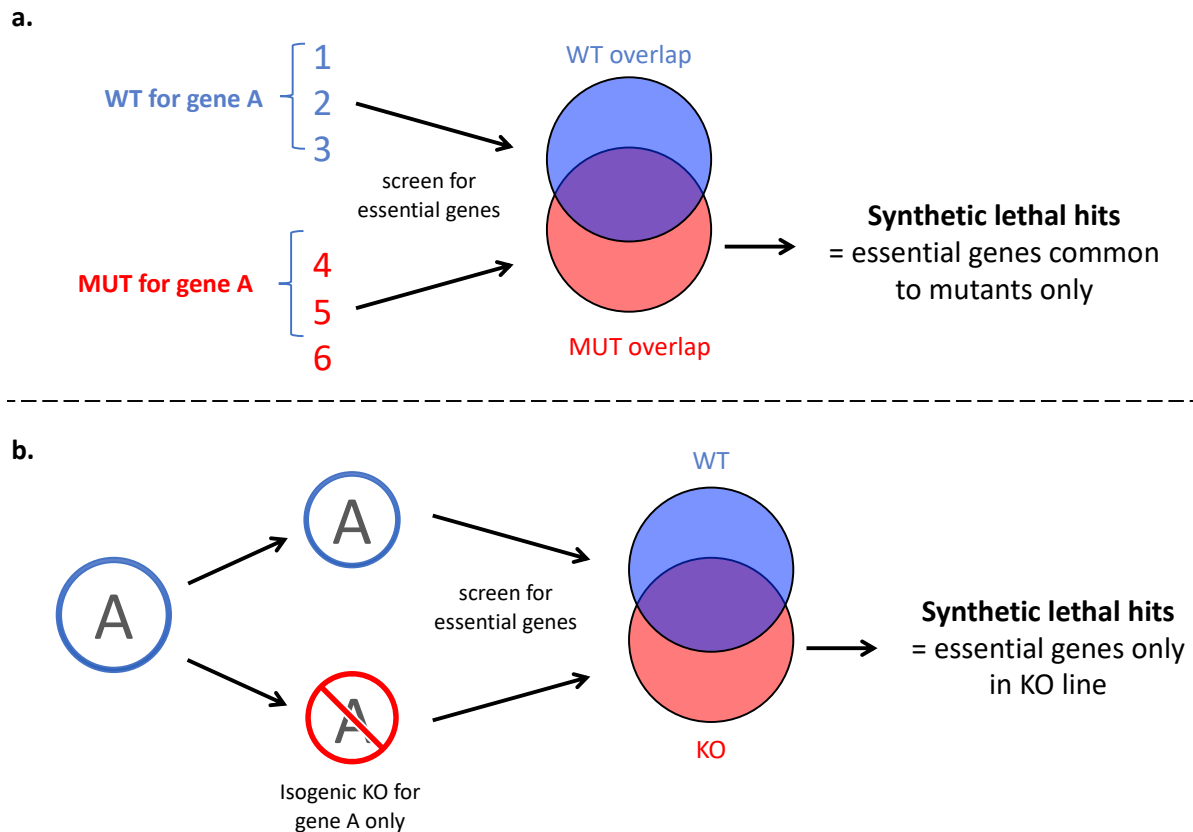 a.
WT for gene A
1
2
3
MUT for gene A
4
5
6
screen for
essential genes
WT overlap
MUT overlap
Synthetic lethal hits
= essential genes common
to mutants only
b.
A
A
A
Isogenic KO for
gene A only
screen for
essential genes
WT
KO
Synthetic lethal hits
= essential genes only
in KO line